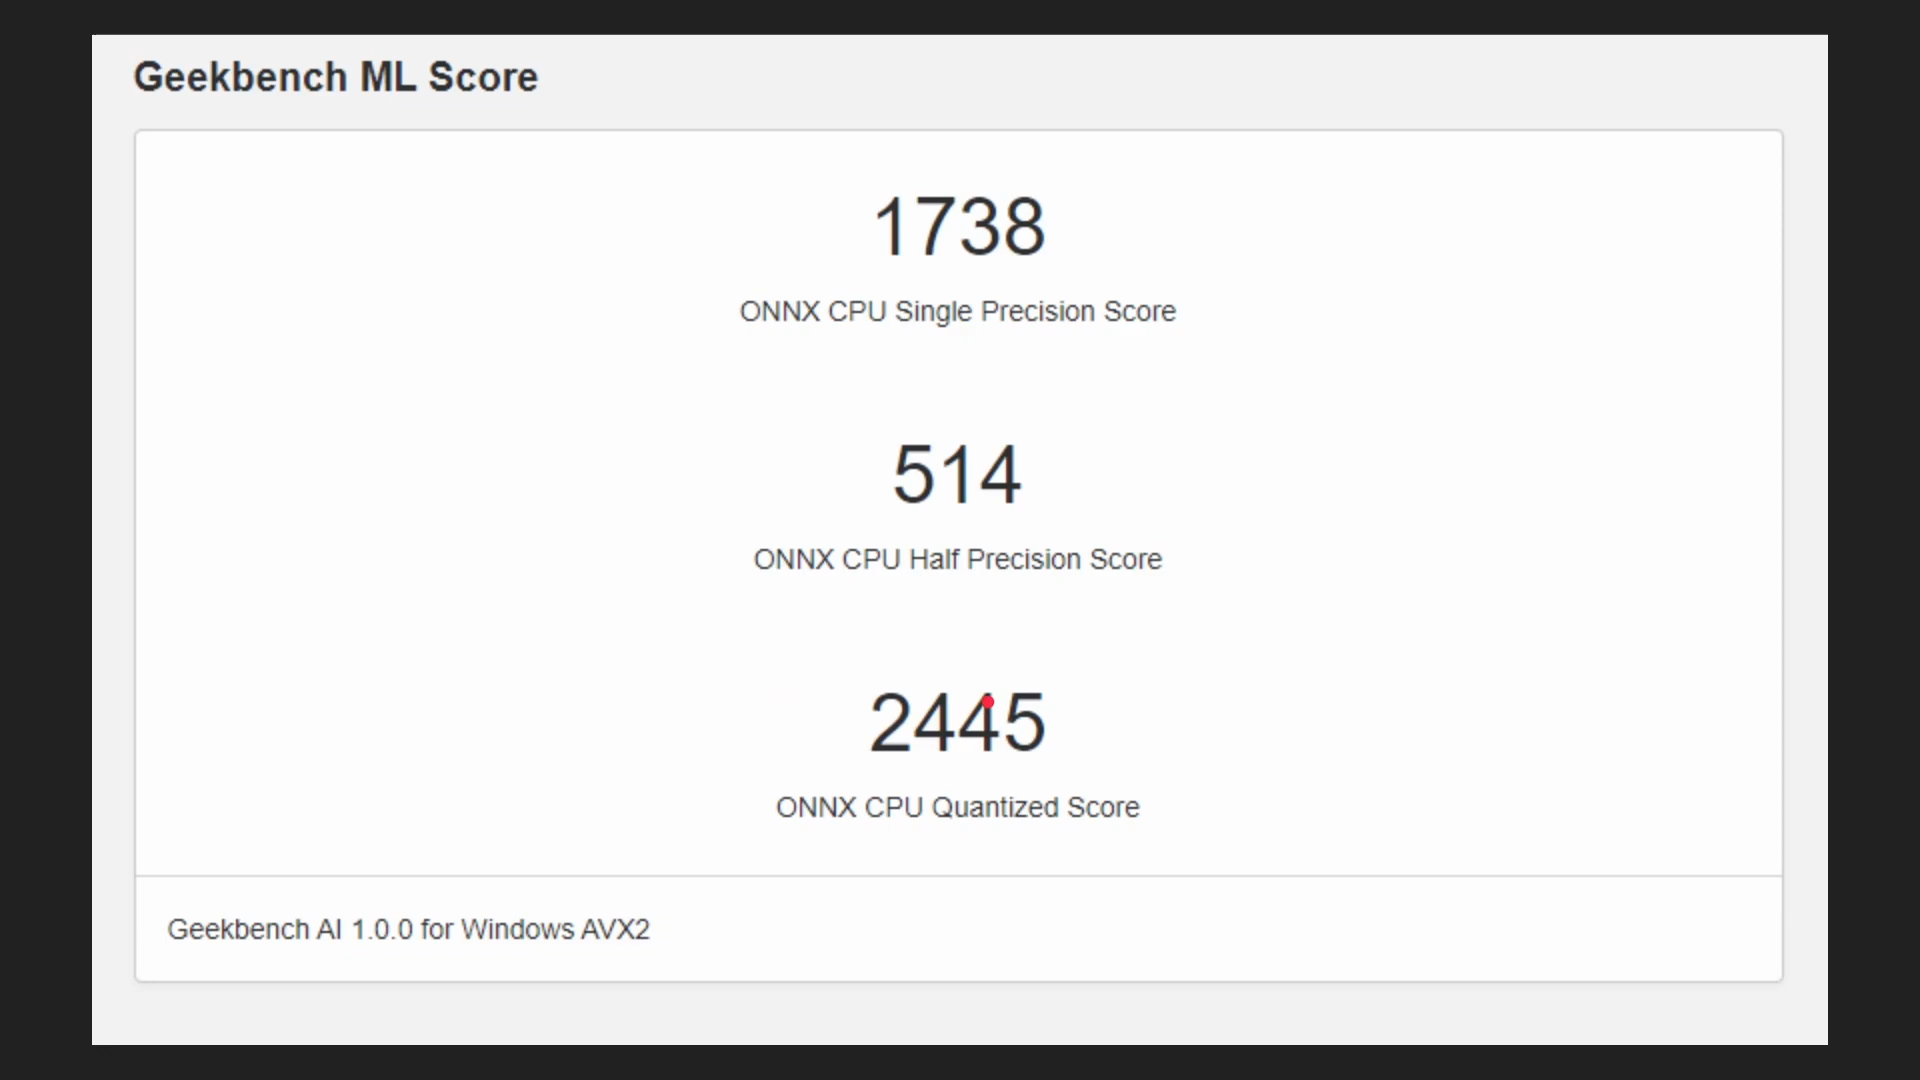 Geekbench ML Score
1738
ONNX CPU Single Precision Score
514
ONNX CPU Half Precision Score
2445
ONNX CPU Quantized Score
Geekbench AI 1.0.0 for Windows AVX2